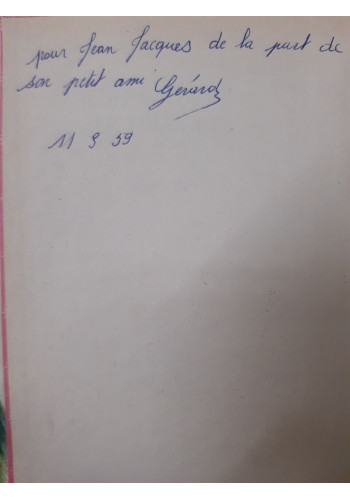 pour Jean Jacques de la part de
son petit ami Gérard
11 9 59